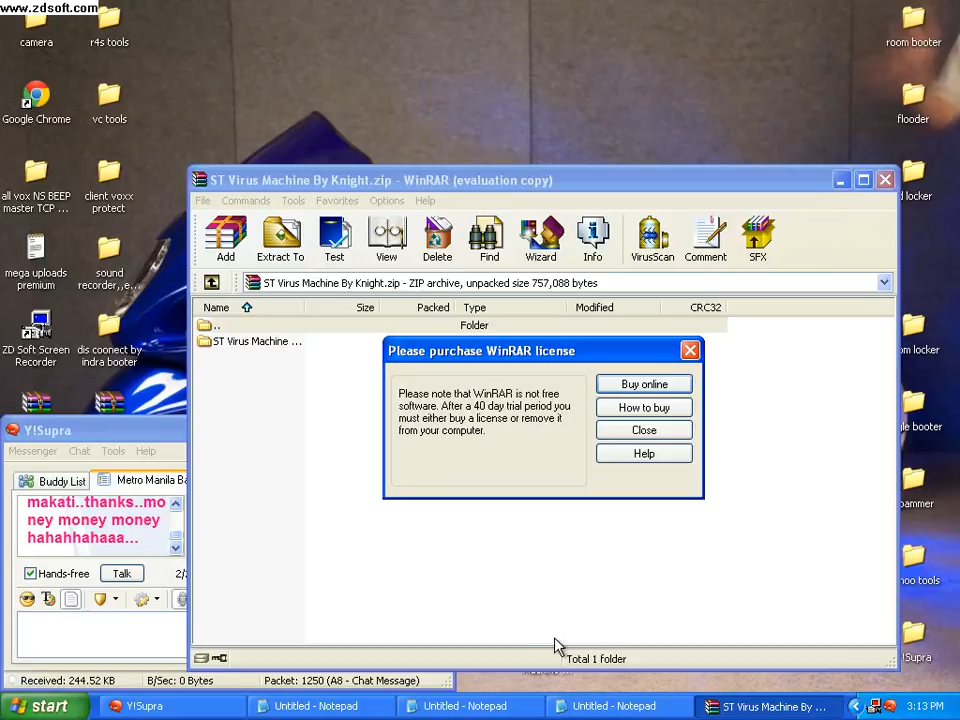 www.zdsoft.com
camera
r4s tools
room booter
Google Chrome
vc tools
flooder
all vox NS BEEP
master TCP ...
client voxx
protect
mega uploads
premium
sound
recorder,,e...
ZD Soft Screen
Recorder
dis coonect by
indra booter
ST Virus Machine By Knight.zip - WinRAR (evaluation copy)
File Commands Tools Favorites Options Help
Add Extract To Test View Delete Find Wizard Info VirusScan Comment SFX
ST Virus Machine By Knight.zip - ZIP archive, unpacked size 757,088 bytes
Name Size Packed Type Modified CRC32
.. Folder
ST Virus Machine ...
Please purchase WinRAR license
Please note that WinRAR is not free
software. After a 40 day trial period you
must either buy a license or remove it
from your computer.
Buy online
How to buy
Close
Help
Total 1 folder
Y!Supra
Messenger Chat Tools Help
Buddy List Metro Manila Ba
makati..thanks..mo
ney money money
hahahhahaaa...
Hands-free Talk 2/
Received: 244.52 KB B/Sec: 0 Bytes Packet: 1250 (A8 - Chat Message)
locker
locker
booter
oo tools
!Supra
start Y!Supra Untitled - Notepad Untitled - Notepad Untitled - Notepad ST Virus Machine By ... 3:13 PM